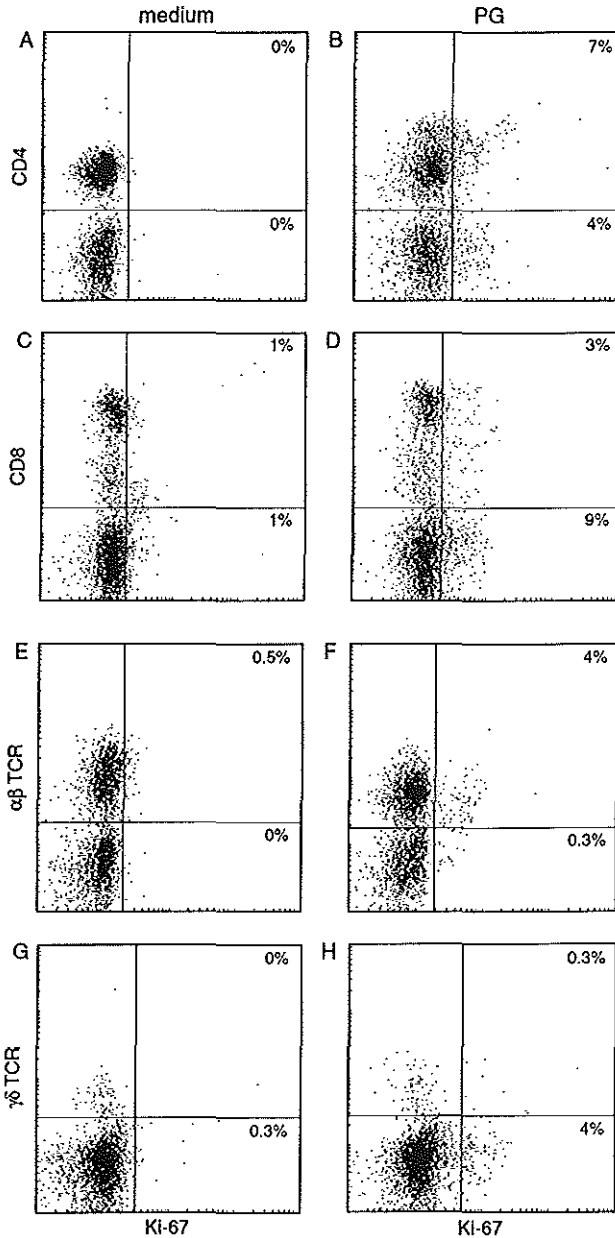 medium
PG
A
0%
B
7%
CD4
0%
4%
C
1%
D
3%
CD8
1%
9%
E
0.5%
F
4%
αβ TCR
0%
0.3%
G
0%
H
0.3%
γδ TCR
0.3%
4%
Ki-67
Ki-67